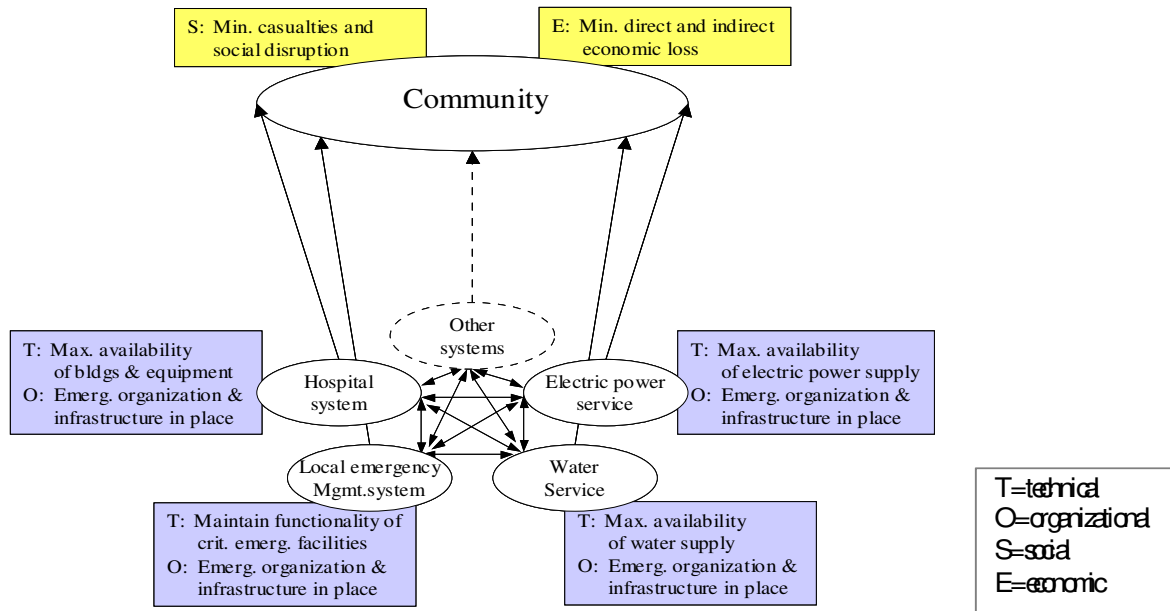 S: Min. casualties and
social disruption
E: Min. direct and indirect
economic loss
Community
Other
systems
T: Max. availability
of bldgs & equipment
O: Emerg. organization &
infrastructure in place
Hospital
system
Electric power
service
T: Max. availability
of electric power supply
O: Emerg. organization &
infrastructure in place
Local emergency
Mgmt.system
Water
Service
T: Maintain functionality of
crit. emerg. facilities
O: Emerg. organization &
infrastructure in place
T: Max. availability
of water supply
O: Emerg. organization &
infrastructure in place
T=technical
O=organizational
S=social
E=economic